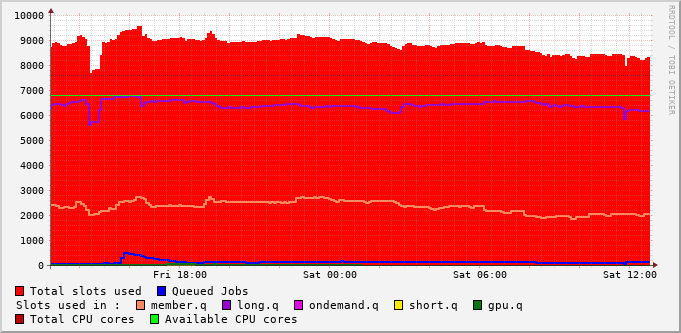 10000
9000
8000
7000
6000
5000
4000
3000
2000
1000
0
Fri 18:00 Sat 00:00 Sat 06:00 Sat 12:00
RRDTOOL / TOBI OETIKER
Total slots used Queued Jobs
Slots used in : member.q long.q ondemand.q short.q gpu.q
Total CPU cores Available CPU cores